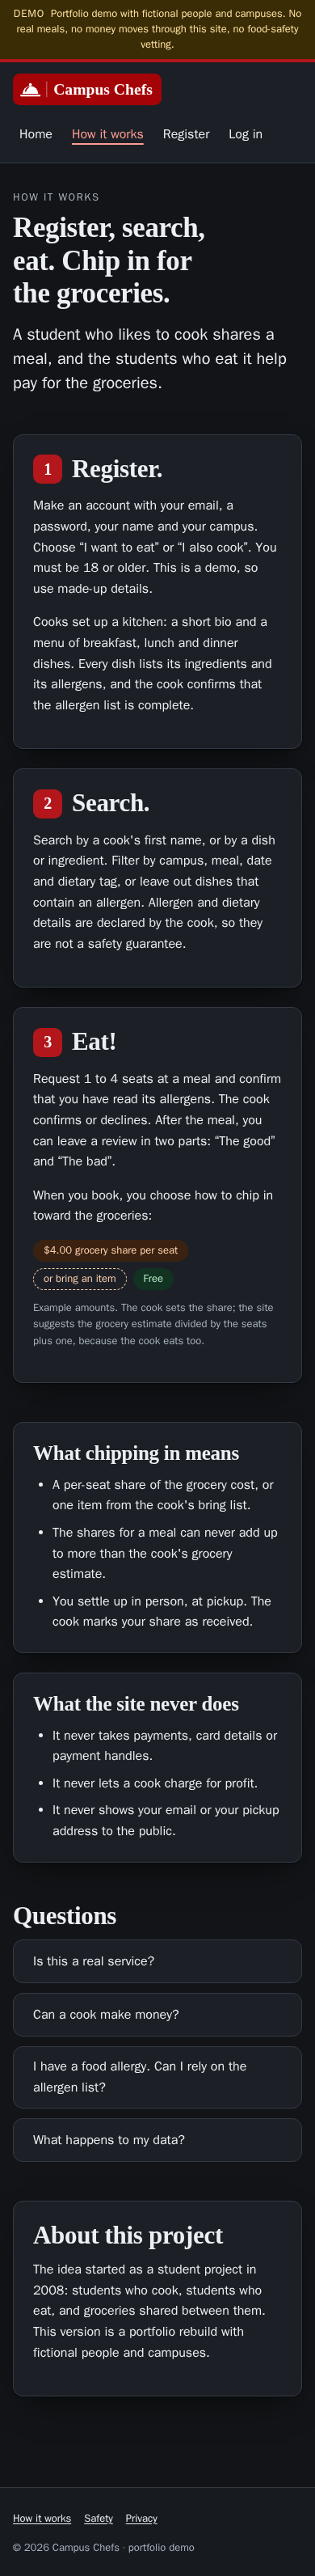 DEMO Portfolio demo with fictional people and campuses. No
real meals, no money moves through this site, no food-safety
vetting.
Campus Chefs
Home How it works Register Log in
HOW IT WORKS
Register, search,
eat. Chip in for
the groceries.
A student who likes to cook shares a
meal, and the students who eat it help
pay for the groceries.
1 Register.
Make an account with your email, a
password, your name and your campus.
Choose “I want to eat” or “I also cook”. You
must be 18 or older. This is a demo, so
use made-up details.
Cooks set up a kitchen: a short bio and a
menu of breakfast, lunch and dinner
dishes. Every dish lists its ingredients and
its allergens, and the cook confirms that
the allergen list is complete.
2 Search.
Search by a cook's first name, or by a dish
or ingredient. Filter by campus, meal, date
and dietary tag, or leave out dishes that
contain an allergen. Allergen and dietary
details are declared by the cook, so they
are not a safety guarantee.
3 Eat!
Request 1 to 4 seats at a meal and confirm
that you have read its allergens. The cook
confirms or declines. After the meal, you
can leave a review in two parts: “The good”
and “The bad”.
When you book, you choose how to chip in
toward the groceries:
$4.00 grocery share per seat
or bring an item Free
Example amounts. The cook sets the share; the site
suggests the grocery estimate divided by the seats
plus one, because the cook eats too.
What chipping in means
• A per-seat share of the grocery cost, or
one item from the cook's bring list.
• The shares for a meal can never add up
to more than the cook's grocery
estimate.
• You settle up in person, at pickup. The
cook marks your share as received.
What the site never does
• It never takes payments, card details or
payment handles.
• It never lets a cook charge for profit.
• It never shows your email or your pickup
address to the public.
Questions
Is this a real service?
Can a cook make money?
I have a food allergy. Can I rely on the
allergen list?
What happens to my data?
About this project
The idea started as a student project in
2008: students who cook, students who
eat, and groceries shared between them.
This version is a portfolio rebuild with
fictional people and campuses.
How it works Safety Privacy
© 2026 Campus Chefs · portfolio demo